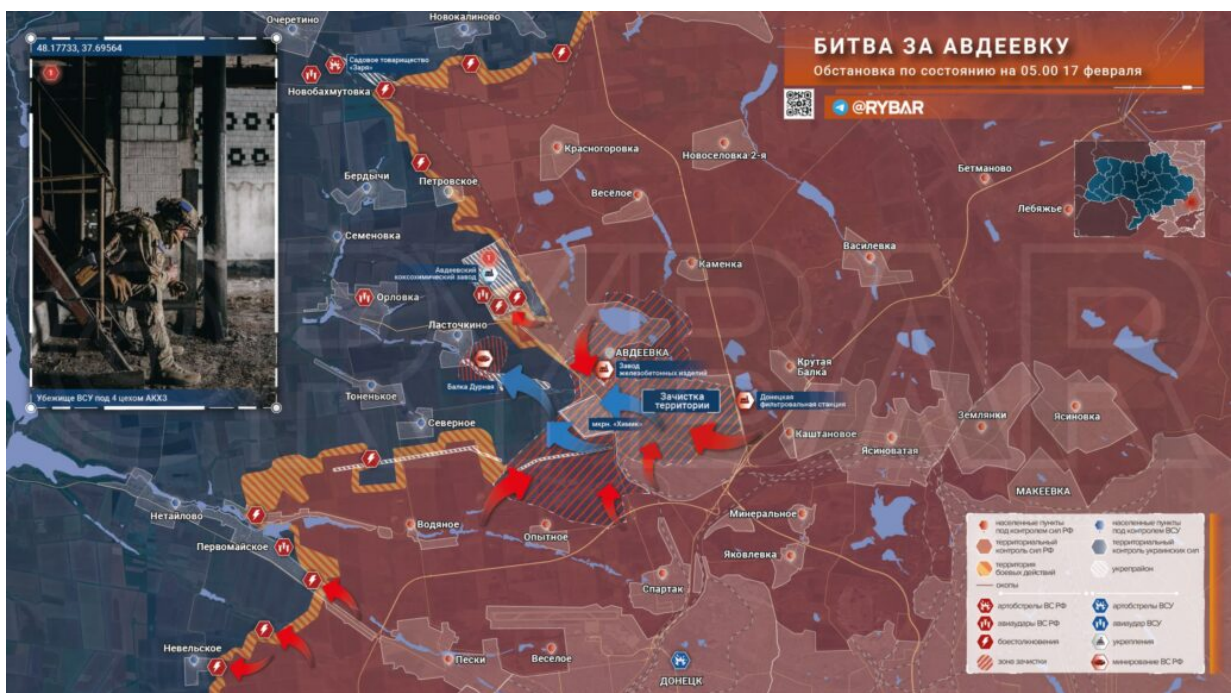 БИТВА ЗА АВДЕЕВКУ
Обстановка по состоянию на 05.00 17 февраля
@RYBAR
48.17733, 37.69564
1
Убежище ВСУ под 4 цехом АКХЗ
Очеретино
Новокалиново
Садовое товарищество
«Заря»
Новобахмутовка
Красногоровка
Новоселовка 2-я
Бетманово
Бердычи
Петровское
Весёлое
Лебяжье
Семеновка
Василевка
1
Авдеевский
коксохимический завод
Каменка
Орловка
Ласточкино
АВДЕЕВКА
Завод
железобетонных изделий
Крутая
Балка
Балка Дурная
Тоненькое
Зачистка
территории
Донецкая
фильтровальная станция
мкрн. «Химик»
Северное
Каштановое
Землянки
Ясиновка
Ясиноватая
МАКЕЕВКА
Нетайлово
Водяное
Опытное
Минеральное
Первомайское
Яковлевка
Спартак
Невельское
Пески
Веселое
ДОНЕЦК
населенные пункты
под контролем сил РФ
населенные пункты
под контролем ВСУ
территориальный
контроль сил РФ
территориальный
контроль украинских сил
территория
боевых действий
укрепрайон
окопы
артобстрелы ВС РФ
артобстрелы ВСУ
авиаудары ВС РФ
авиаудар ВСУ
боестолкновения
укрепления
зона зачистки
минирование ВС РФ